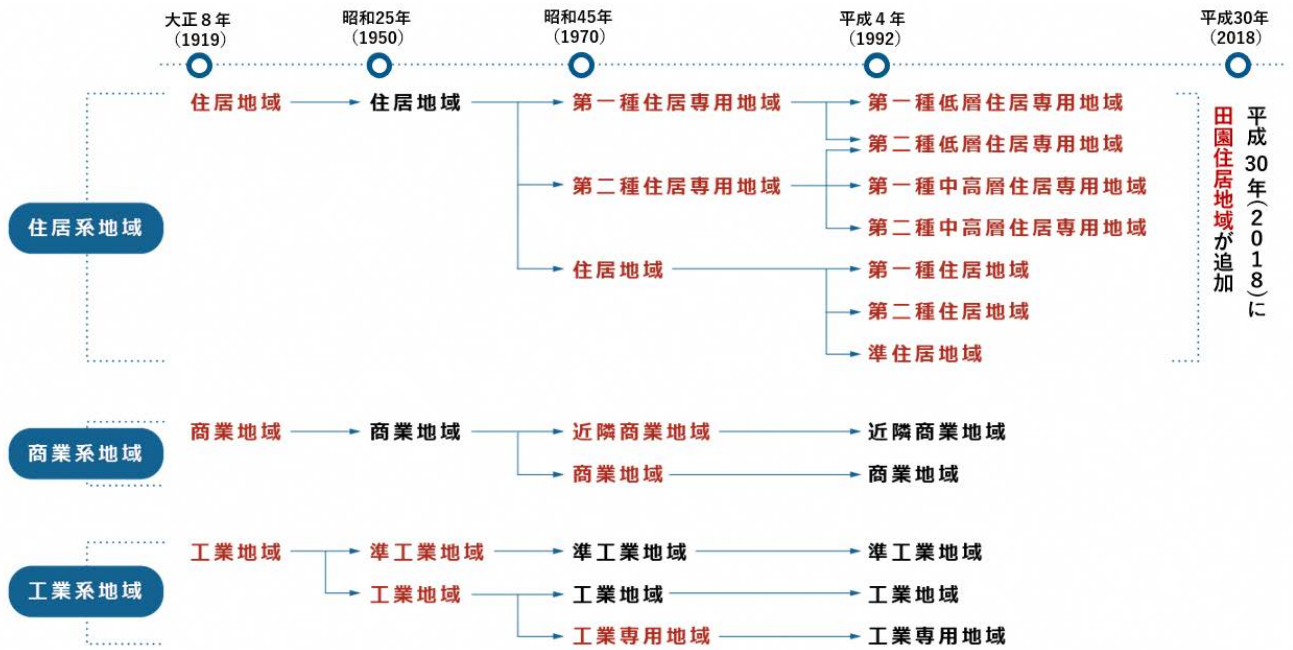 大正8年
（1919）
昭和25年
（1950）
昭和45年
（1970）
平成4年
（1992）
平成30年
（2018）
住居系地域
住居地域
住居地域
第一種住居専用地域
第一種低層住居専用地域
第二種低層住居専用地域
第二種住居専用地域
第一種中高層住居専用地域
第二種中高層住居専用地域
住居地域
第一種住居地域
第二種住居地域
準住居地域
平成30年(2018)に
田園住居地域が追加
商業系地域
商業地域
商業地域
近隣商業地域
近隣商業地域
商業地域
商業地域
工業系地域
工業地域
準工業地域
準工業地域
準工業地域
工業地域
工業地域
工業地域
工業専用地域
工業専用地域